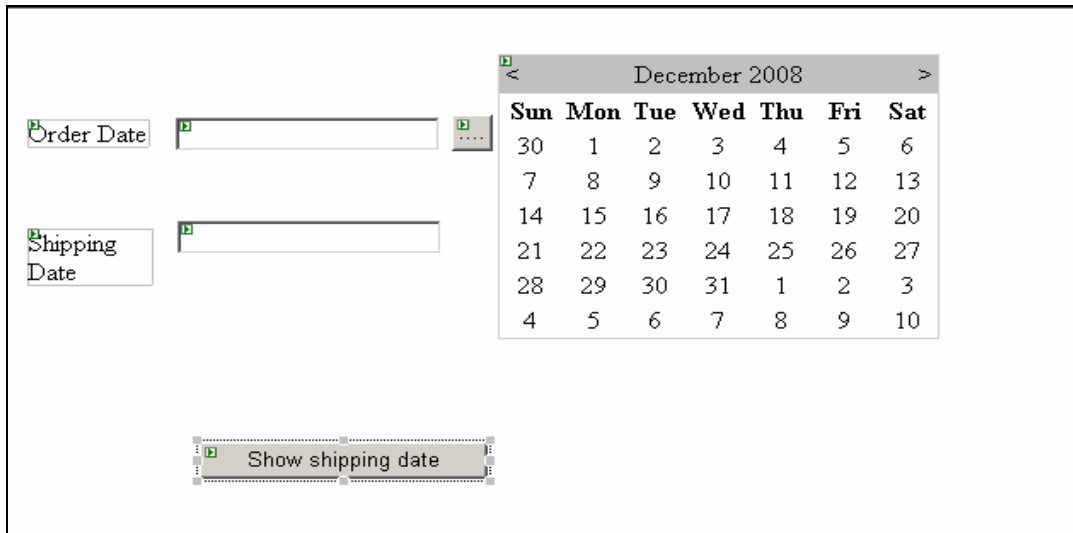 < December 2008 >
Sun Mon Tue Wed Thu Fri Sat
Order Date ....
30 1 2 3 4 5 6
7 8 9 10 11 12 13
14 15 16 17 18 19 20
Shipping
Date
21 22 23 24 25 26 27
28 29 30 31 1 2 3
4 5 6 7 8 9 10
Show shipping date